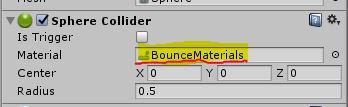 Sphere Collider
Is Trigger
Material BounceMaterials
Center X 0 Y 0 Z 0
Radius 0.5